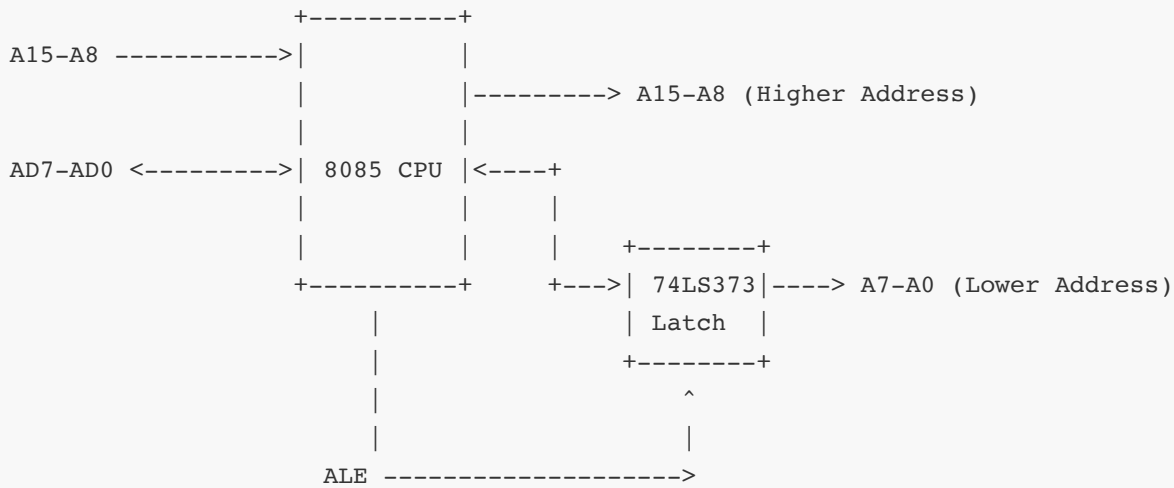 A15-A8
A15-A8 (Higher Address)
AD7-AD0 8085 CPU
74LS373 A7-A0 (Lower Address)
Latch
ALE